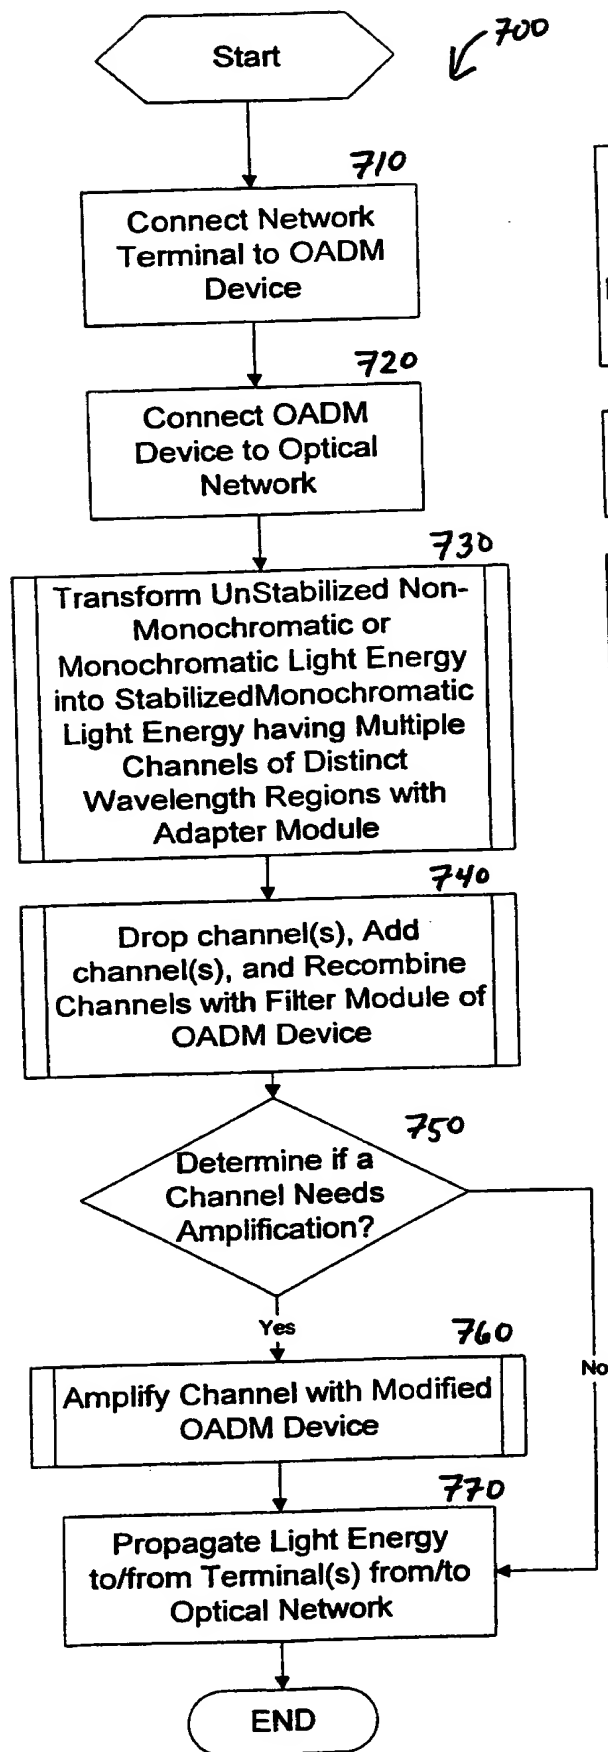 Start
700
710
Connect Network
Terminal to OADM
Device
720
Connect OADM
Device to Optical
Network
730
Transform UnStabilized Non-
Monochromatic or
Monochromatic Light Energy
into StabilizedMonochromatic
Light Energy having Multiple
Channels of Distinct
Wavelength Regions with
Adapter Module
740
Drop channel(s), Add
channel(s), and Recombine
Channels with Filter Module of
OADM Device
750
Determine if a
Channel Needs
Amplification?
Yes
No
760
Amplify Channel with Modified
OADM Device
770
Propagate Light Energy
to/from Terminal(s) from/to
Optical Network
END